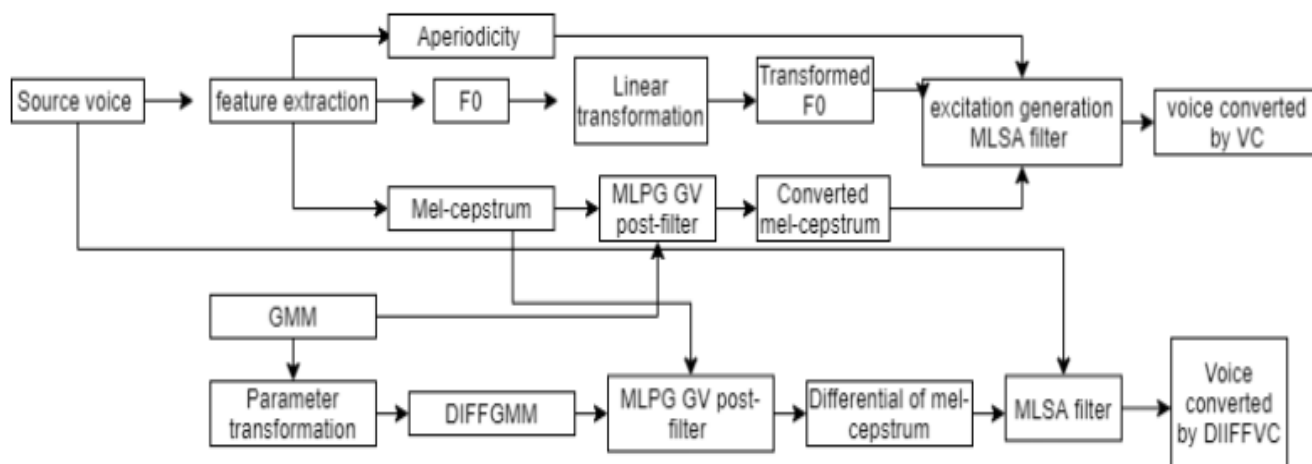 Aperiodicity
Source voice
feature extraction
F0
Linear
transformation
Transformed
F0
excitation generation
MLSA filter
voice converted
by VC
Mel-cepstrum
MLPG GV
post-filter
Converted
mel-cepstrum
GMM
Parameter
transformation
DIFFGMM
MLPG GV post-
filter
Differential of mel-
cepstrum
MLSA filter
Voice
converted
by DIIFFVC